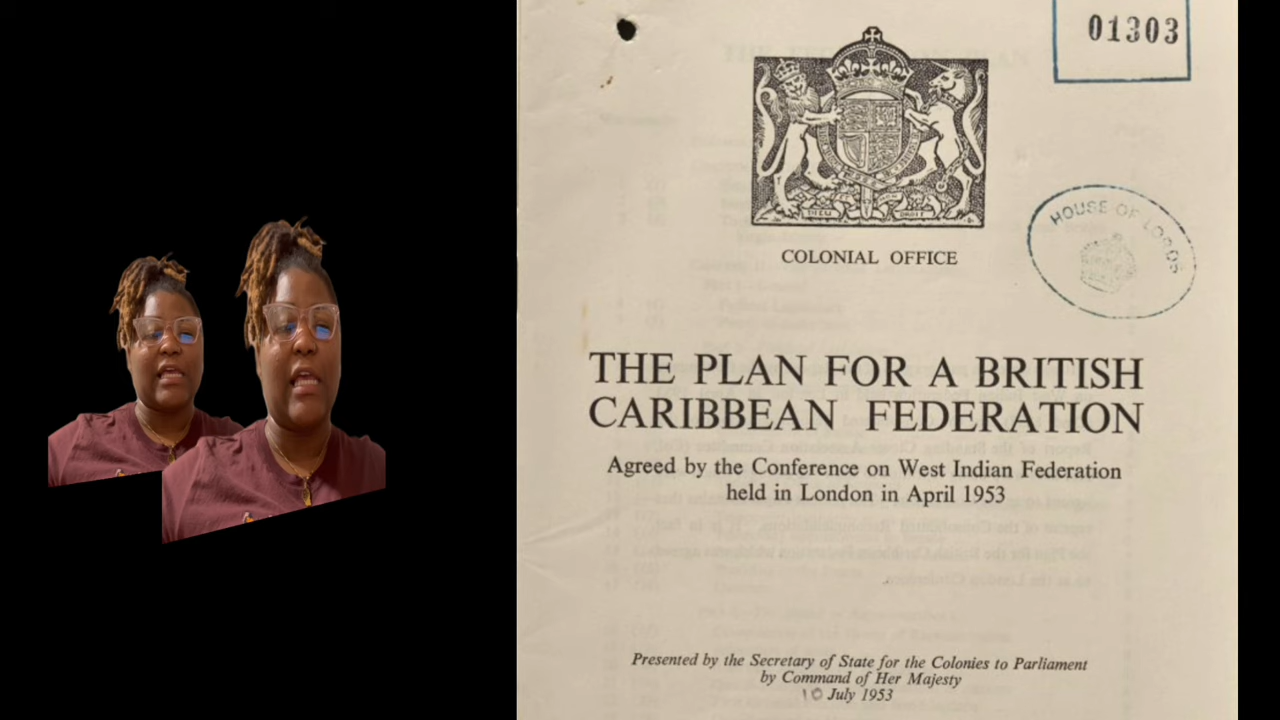 01303
HOUSE OF LORDS
COLONIAL OFFICE
THE PLAN FOR A BRITISH
CARIBBEAN FEDERATION
Agreed by the Conference on West Indian Federation
held in London in April 1953
Presented by the Secretary of State for the Colonies to Parliament
by Command of Her Majesty
July 1953